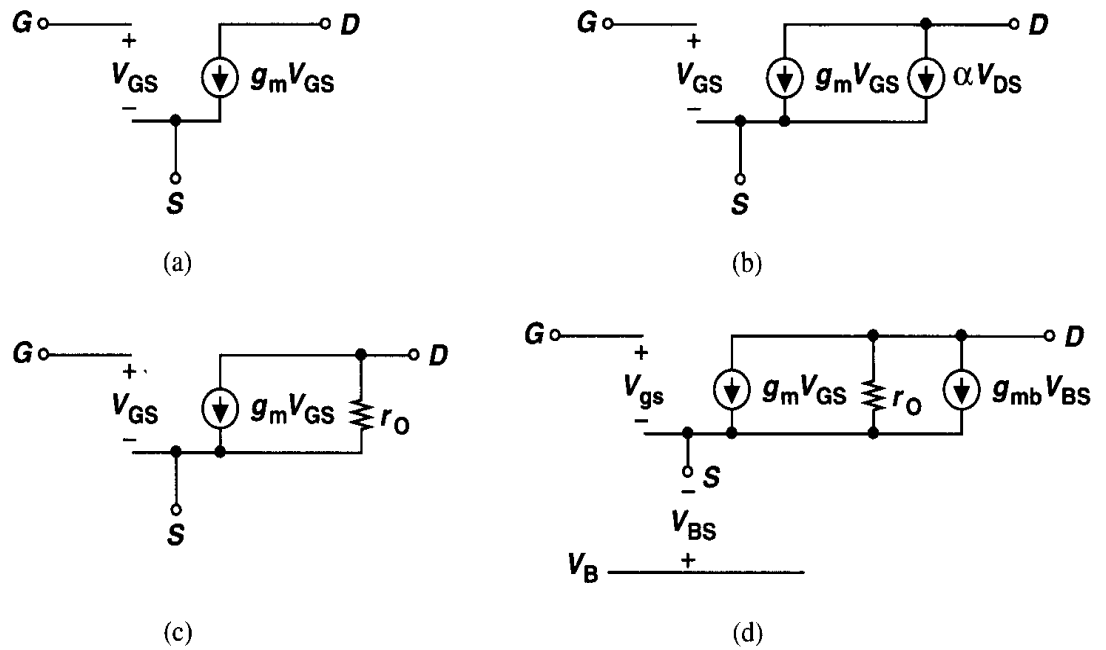 G D
+
V_GS g_mV_GS
−
S
(a)
G D
+
V_GS g_mV_GS αV_DS
−
S
(b)
G D
+
V_GS g_mV_GS r_O
−
S
(c)
G D
+
V_gs g_mV_GS r_O g_mbV_BS
−
S
−
V_BS
+
V_B
(d)